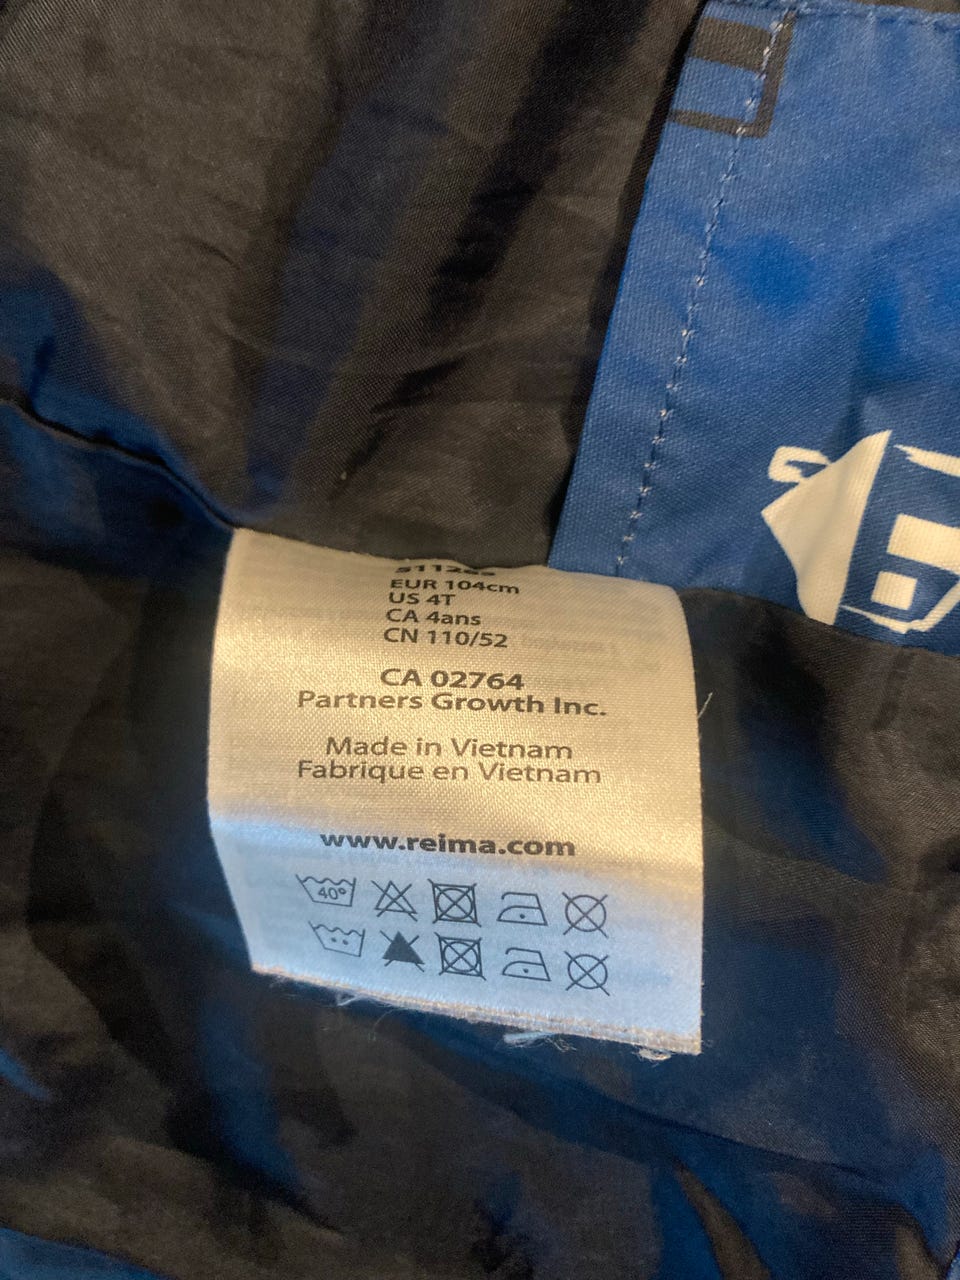 EUR 104cm
US 4T
CA 4ans
CN 110/52
CA 02764
Partners Growth Inc.
Made in Vietnam
Fabrique en Vietnam
www.reima.com
40°